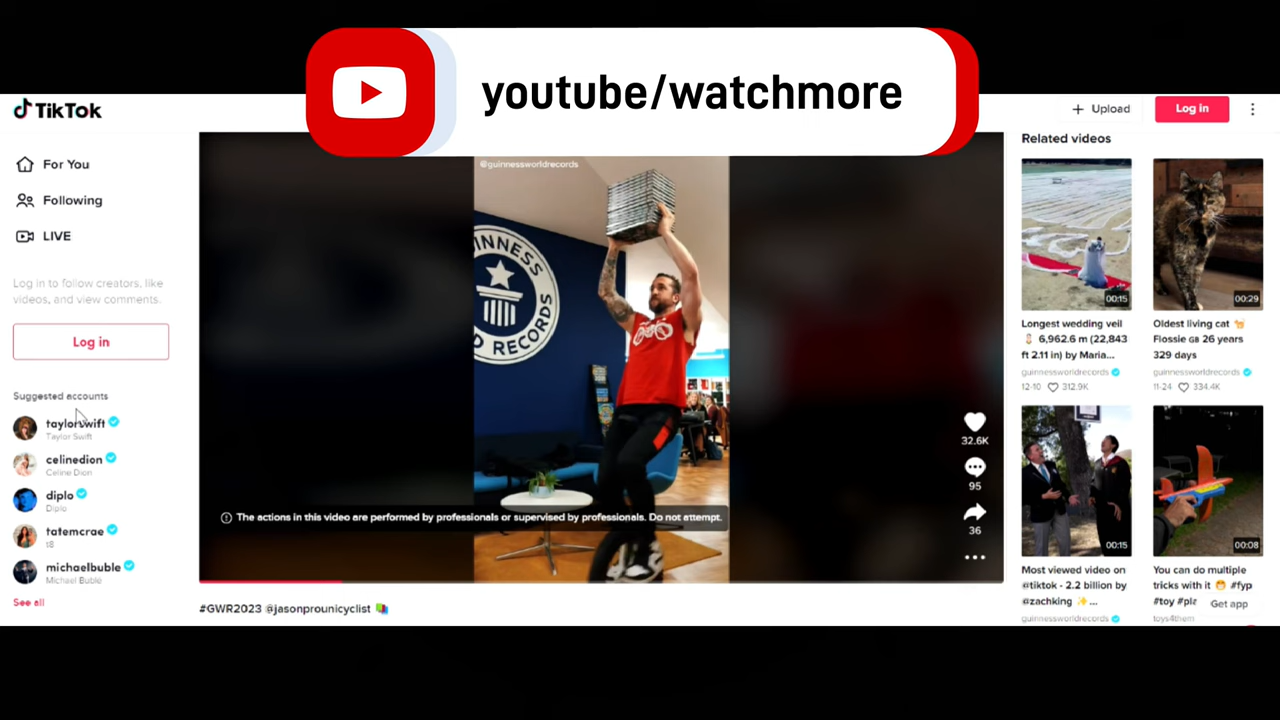 youtube/watchmore
TikTok
Upload
Log in
For You
Following
LIVE
Log in to follow creators, like
videos, and view comments.
Log in
Suggested accounts
taylorswift
Taylor Swift
celinedion
Celine Dion
diplo
Diplo
tatemcrae
t8
michaelbuble
Michael Bublé
See all
@guinnessworldrecords
GUINNESS
WORLD RECORDS
The actions in this video are performed by professionals or supervised by professionals. Do not attempt.
32.6K
95
36
#GWR2023 @jasonprounicyclist
Related videos
00:15
Longest wedding veil
6,962.6 m (22,843
ft 2.11 in) by Maria...
guinnessworldrecords
12-10 312.9K
00:29
Oldest living cat
Flossie GB 26 years
329 days
guinnessworldrecords
11-24 334.4K
00:15
Most viewed video on
@tiktok - 2.2 billion by
@zachking ...
guinnessworldrecords
00:08
You can do multiple
tricks with it #fyp
#toy #pla
Get app
toys4them